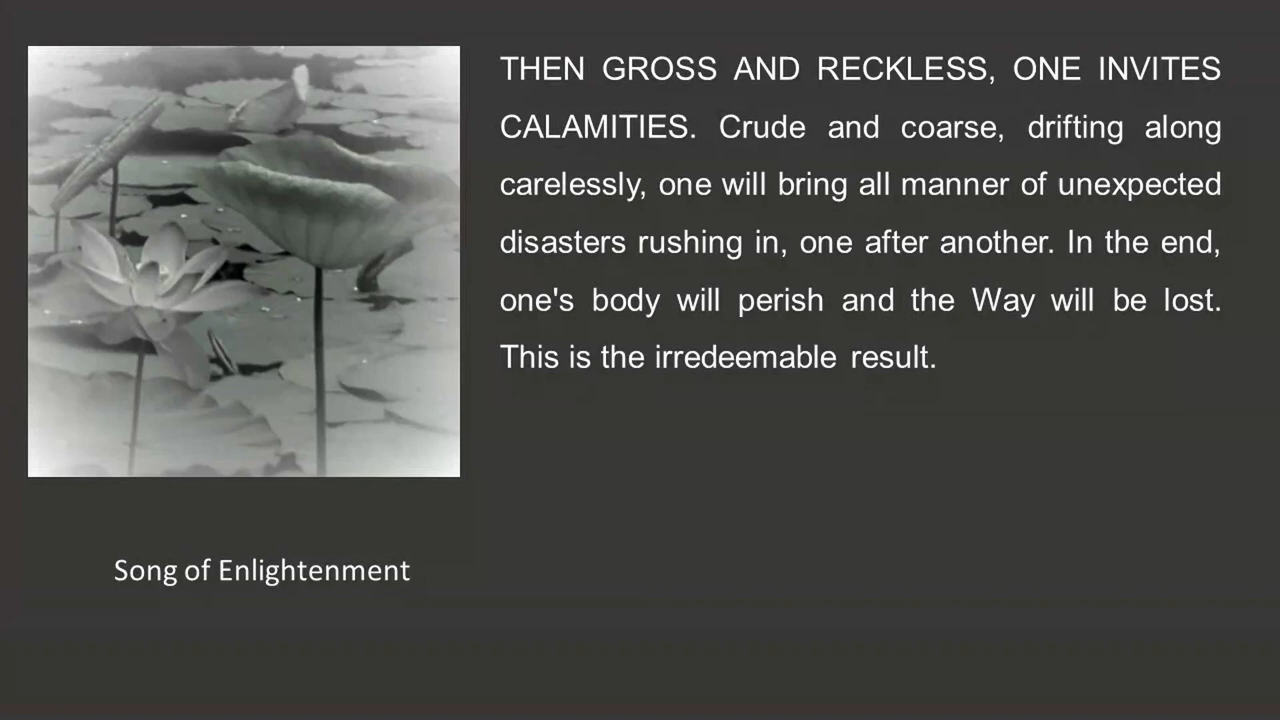 THEN GROSS AND RECKLESS, ONE INVITES
CALAMITIES. Crude and coarse, drifting along
carelessly, one will bring all manner of unexpected
disasters rushing in, one after another. In the end,
one's body will perish and the Way will be lost.
This is the irredeemable result.
Song of Enlightenment